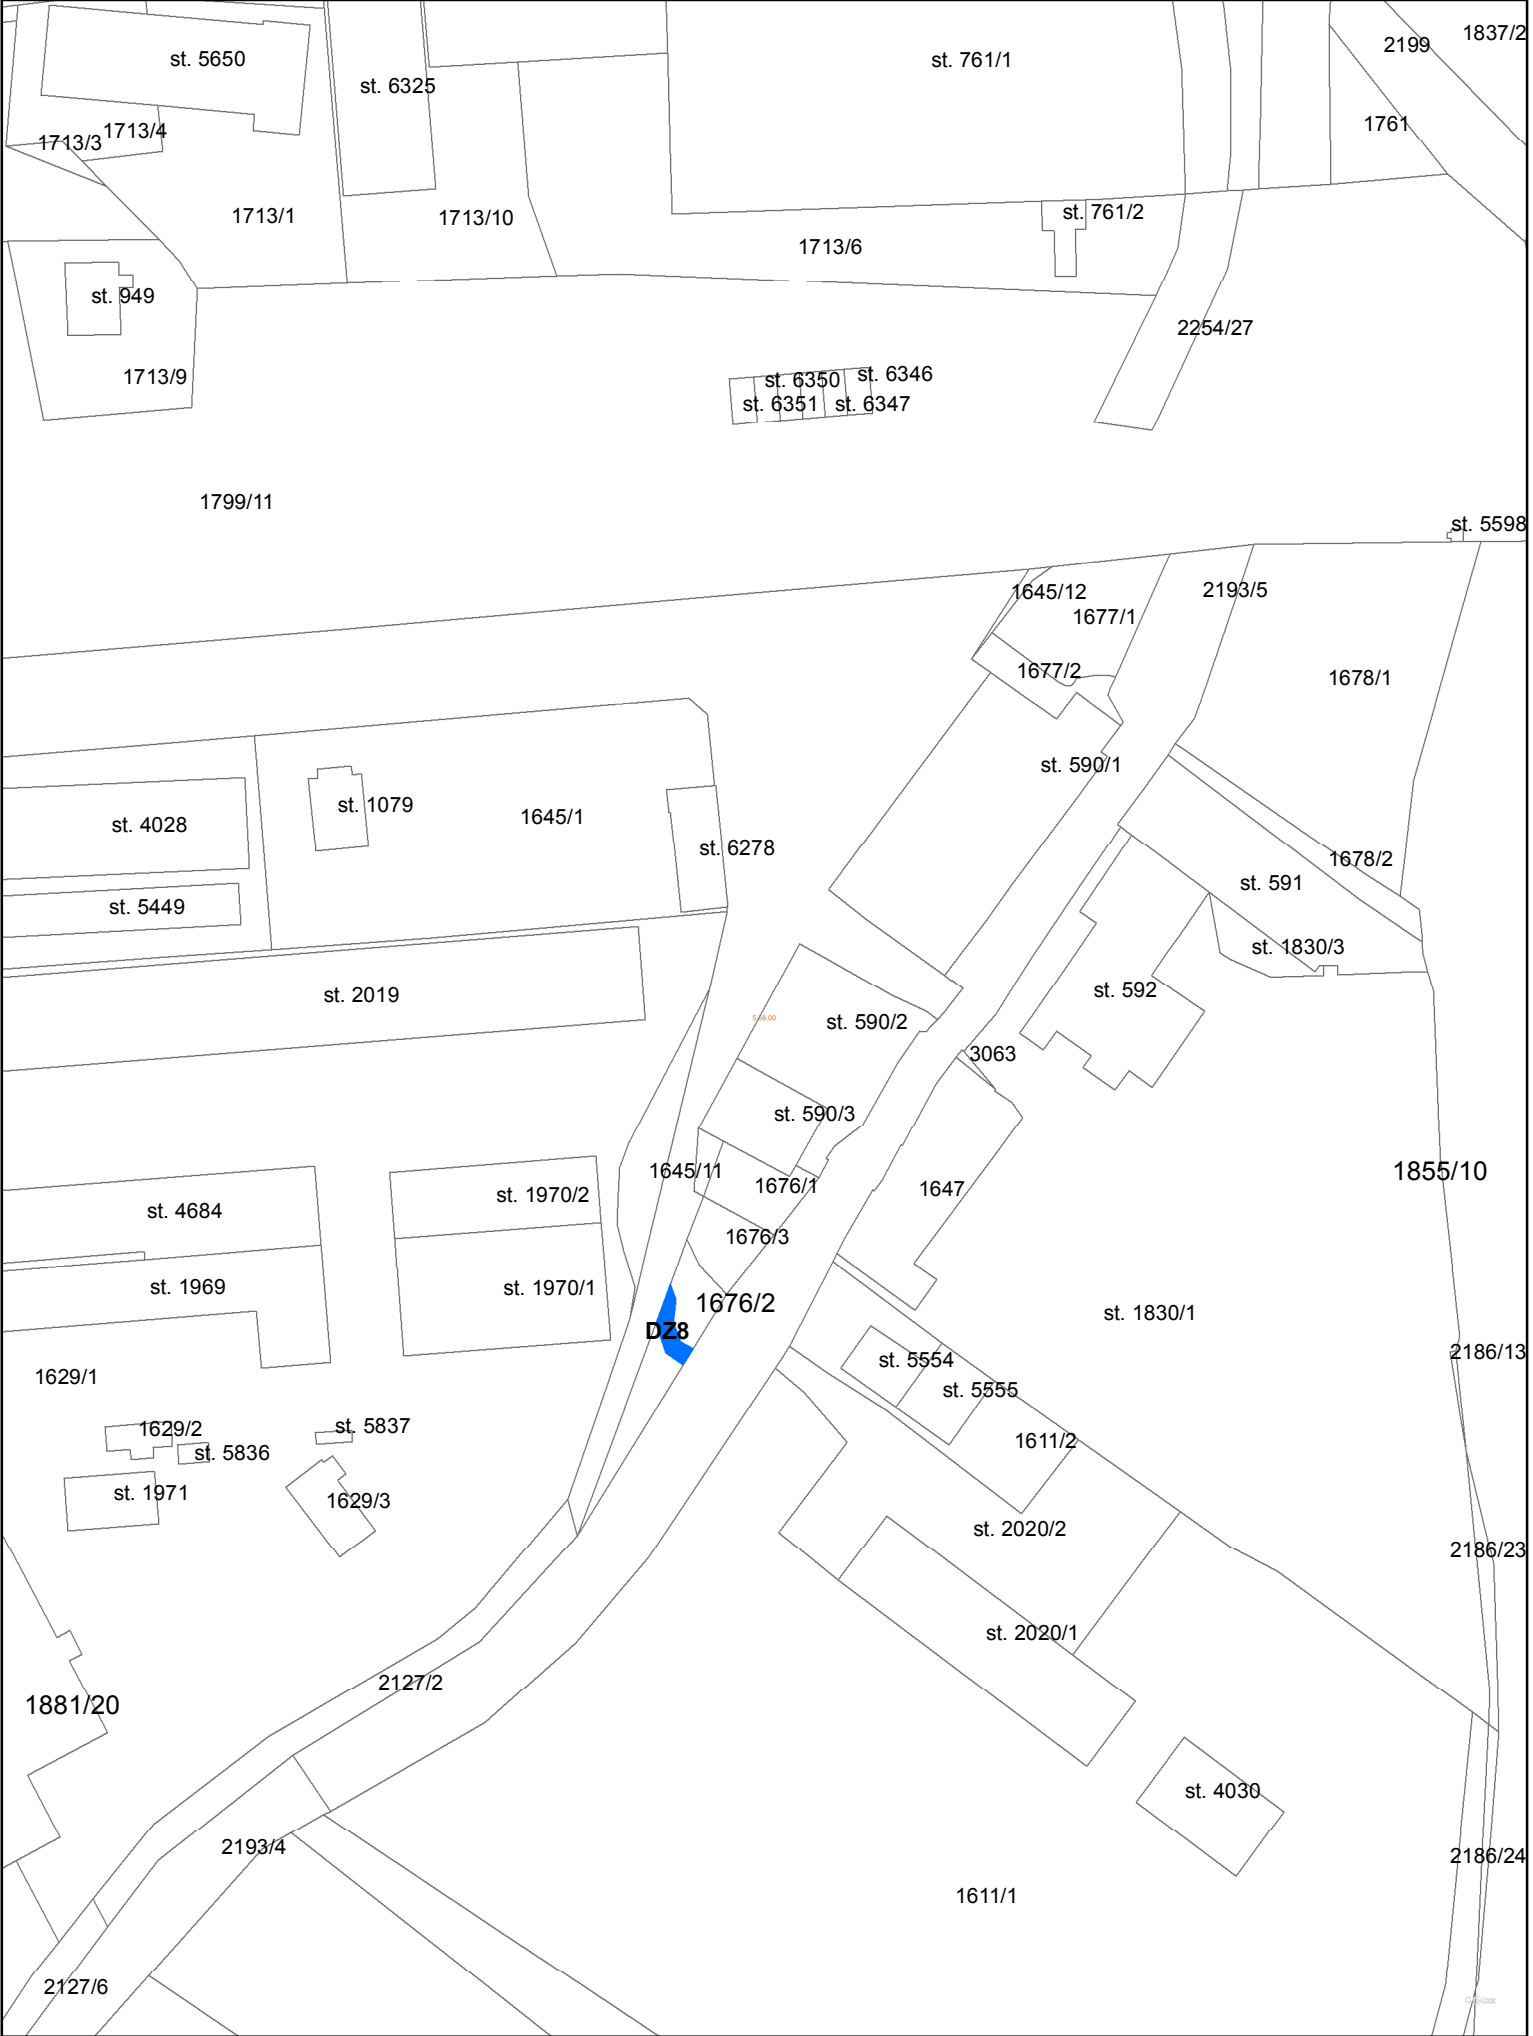 1837/2
2199
st. 5650
st. 761/1
st. 6325
1761
1713/4
1713/3
st. 761/2
1713/1
1713/10
1713/6
st. 949
2254/27
1713/9
st. 6346
st. 6350
st. 6351
st. 6347
1799/11
st. 5598
2193/5
1645/12
1677/1
1677/2
1678/1
st. 590/1
st. 1079
1645/1
st. 4028
st. 6278
1678/2
st. 591
st. 5449
st. 1830/3
st. 592
st. 2019
st. 590/2
3063
st. 590/3
1645/11
1855/10
1676/1
1647
st. 1970/2
st. 4684
1676/3
st. 1969
st. 1970/1
1676/2
st. 1830/1
DZ8
2186/13
st. 5554
1629/1
st. 5555
st. 5837
1629/2
1611/2
st. 5836
st. 1971
1629/3
st. 2020/2
2186/23
st. 2020/1
2127/2
1881/20
st. 4030
2193/4
2186/24
1611/1
2127/6